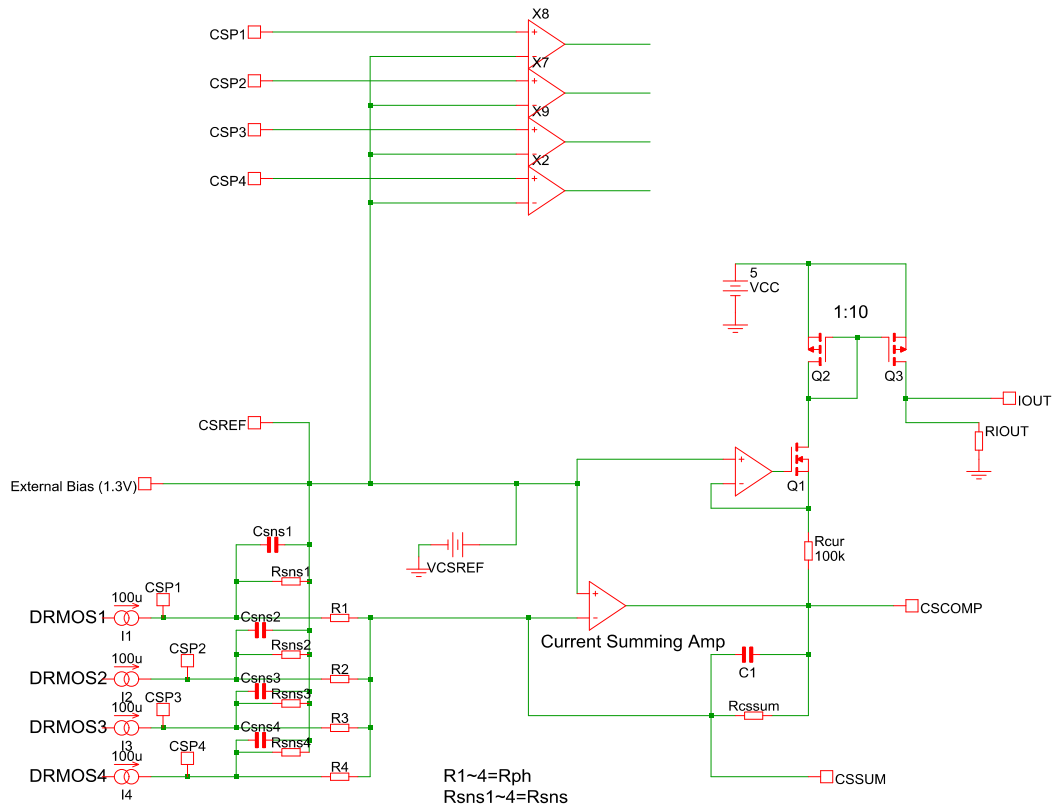 X8
CSP1
X7
CSP2
X9
CSP3
X2
CSP4
5
VCC
1:10
Q2
Q3
IOUT
CSREF
RIOUT
External Bias (1.3V)
Q1
Csns1
VCSREF
Rcur
100k
Rsns1
CSP1
100u
R1
DRMOS1
I1
Csns2
CSCOMP
Current Summing Amp
Rsns2
CSP2
100u
R2
C1
DRMOS2
I2
Csns3
CSP3
Rsns3
100u
Rcssum
R3
DRMOS3
I3
Csns4
CSP4
Rsns4
100u
R4
DRMOS4
I4
CSSUM
R1~4=Rph
Rsns1~4=Rsns